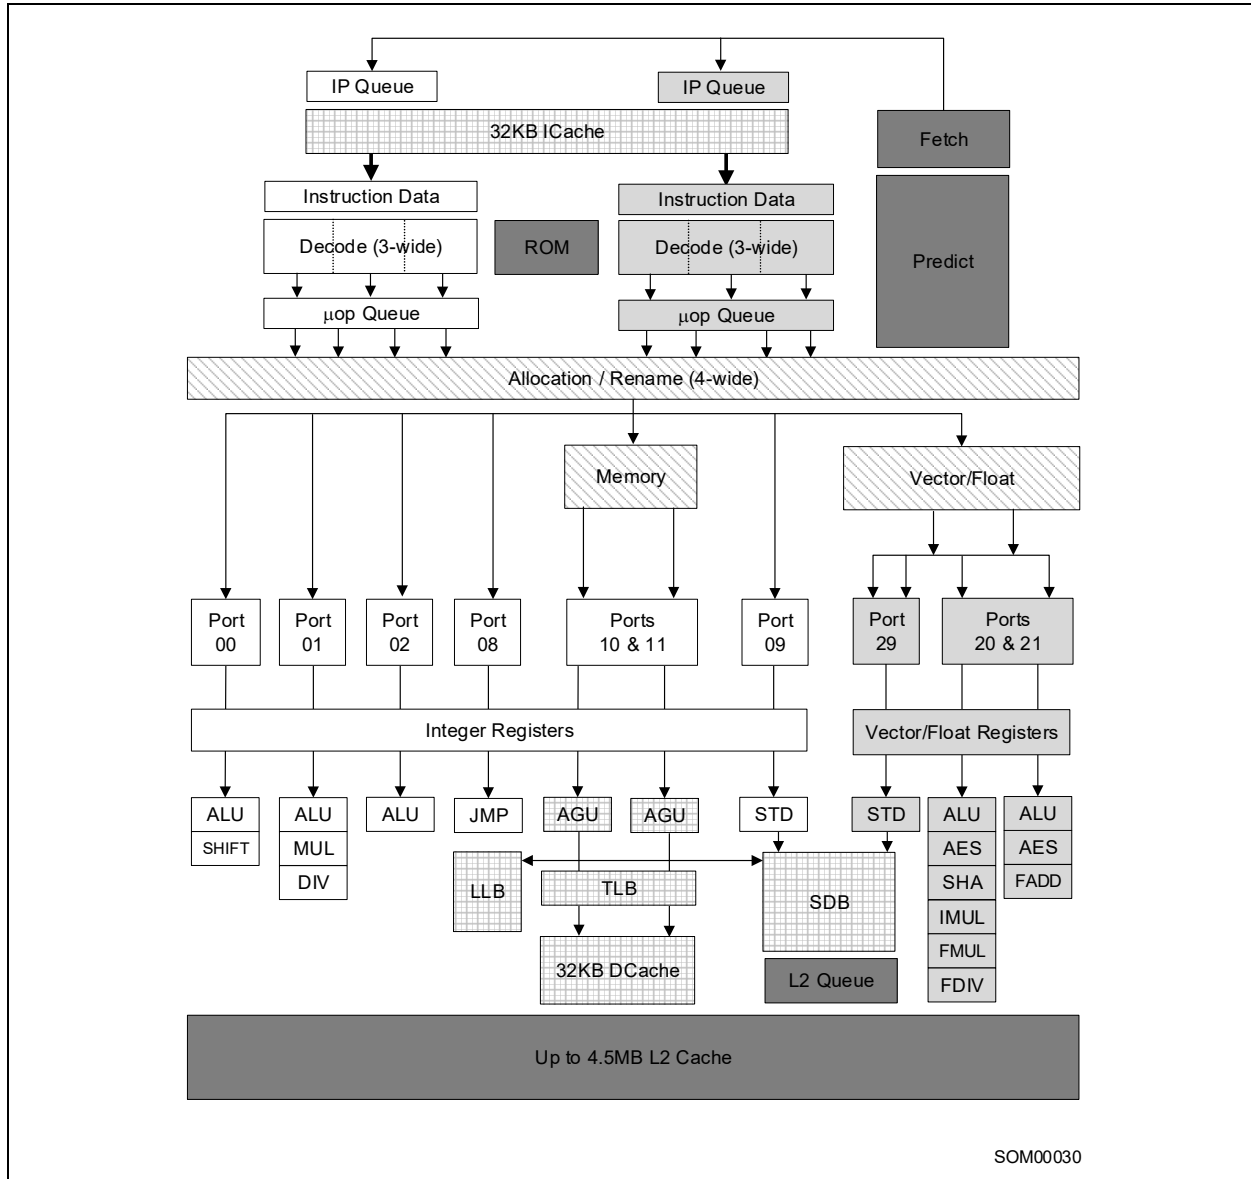 IP Queue
IP Queue
32KB ICache
Fetch
Instruction Data
Instruction Data
Decode (3-wide)
ROM
Decode (3-wide)
Predict
μop Queue
μop Queue
Allocation / Rename (4-wide)
Memory
Vector/Float
Port
00
Port
01
Port
02
Port
08
Ports
10 & 11
Port
09
Port
29
Ports
20 & 21
Integer Registers
Vector/Float Registers
ALU
SHIFT
ALU
MUL
DIV
ALU
JMP
AGU
AGU
STD
STD
ALU
AES
SHA
IMUL
FMUL
FDIV
ALU
AES
FADD
LLB
TLB
SDB
32KB DCache
L2 Queue
Up to 4.5MB L2 Cache
SOM00030